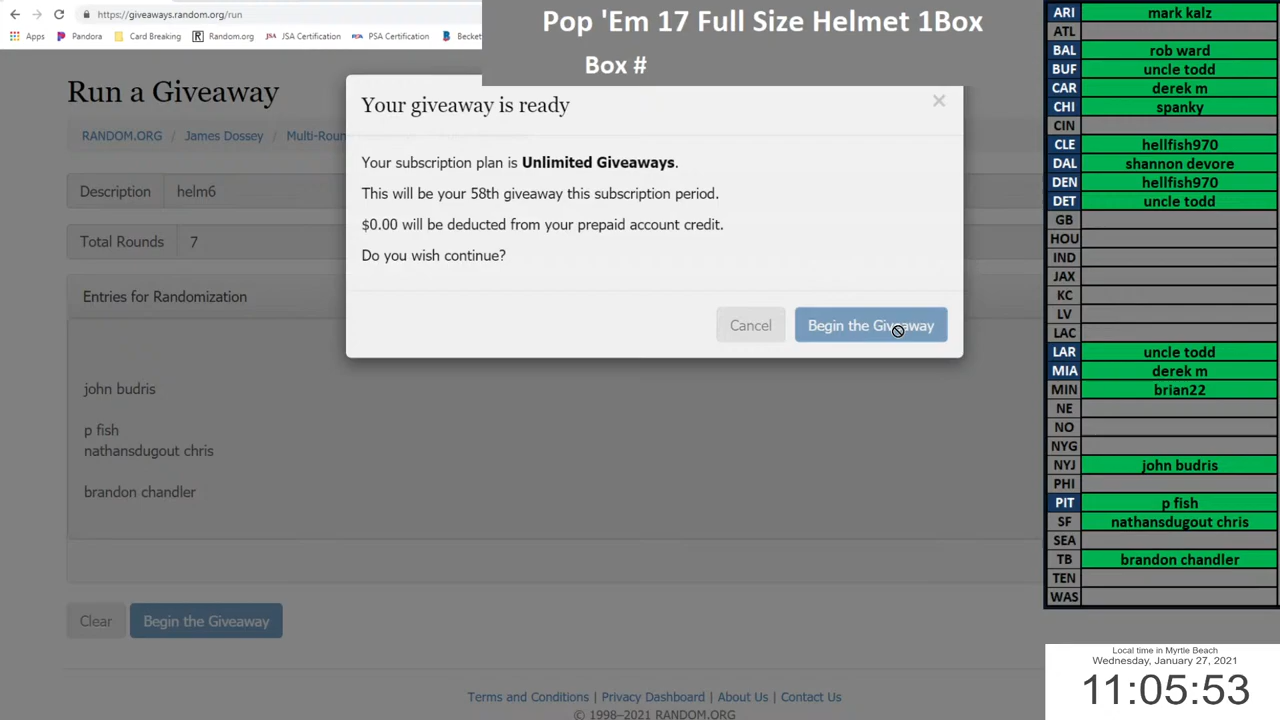 https://giveaways.random.org/run
Pop 'Em 17 Full Size Helmet 1Box
Box #
Apps
Pandora
Card Breaking
Random.org
JSA Certification
PSA Certification
Becket
Run a Giveaway
RANDOM.ORG / James Dossey / Multi-Roun
Description helm6
Total Rounds 7
Entries for Randomization
john budris
p fish
nathansdugout chris
brandon chandler
Clear
Begin the Giveaway
Your giveaway is ready
×
Your subscription plan is Unlimited Giveaways.
This will be your 58th giveaway this subscription period.
$0.00 will be deducted from your prepaid account credit.
Do you wish continue?
Cancel
Begin the Giveaway
Terms and Conditions | Privacy Dashboard | About Us | Contact Us
© 1998–2021 RANDOM.ORG
ARI mark kalz
ATL
BAL rob ward
BUF uncle todd
CAR derek m
CHI spanky
CIN
CLE hellfish970
DAL shannon devore
DEN hellfish970
DET uncle todd
GB
HOU
IND
JAX
KC
LV
LAC
LAR uncle todd
MIA derek m
MIN brian22
NE
NO
NYG
NYJ john budris
PHI
PIT p fish
SF nathansdugout chris
SEA
TB brandon chandler
TEN
WAS
Local time in Myrtle Beach
Wednesday, January 27, 2021
11:05:53